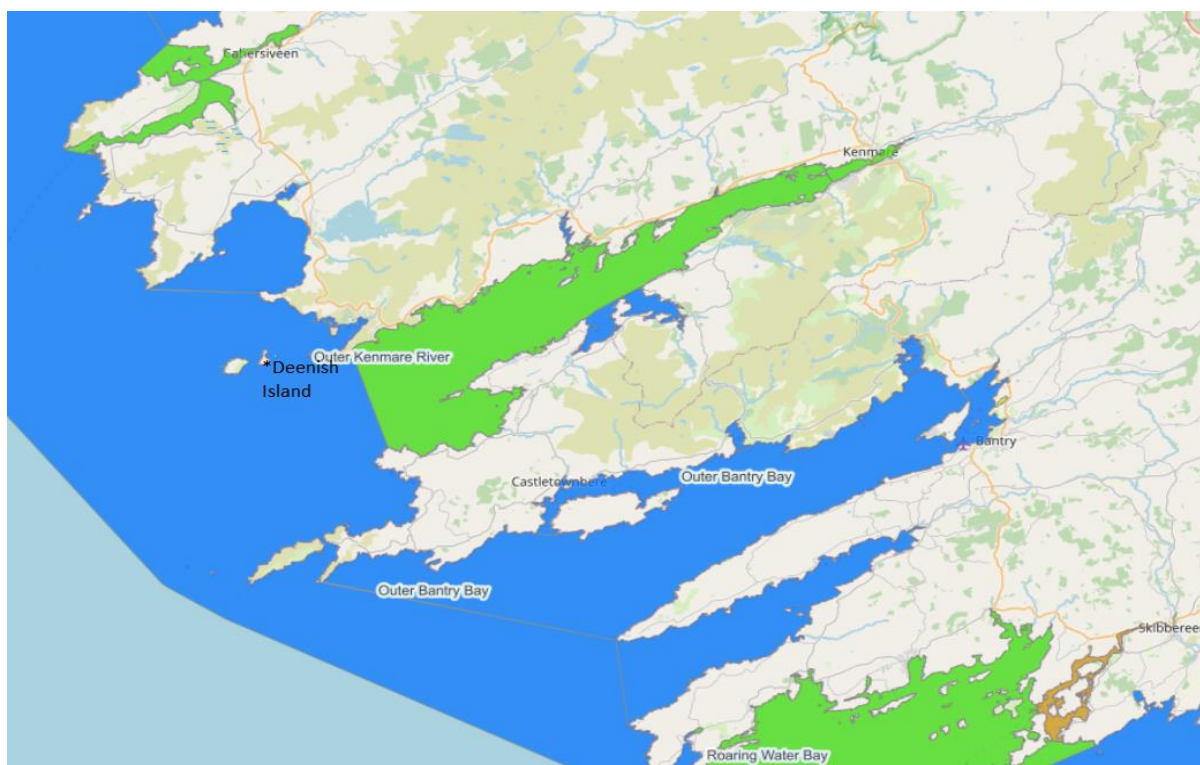 Cahersiveen
Kenmare
Outer Kenmare River
*Deenish
Island
Bantry
Outer Bantry Bay
Castletownbere
Outer Bantry Bay
Skibbereen
Roaring Water Bay